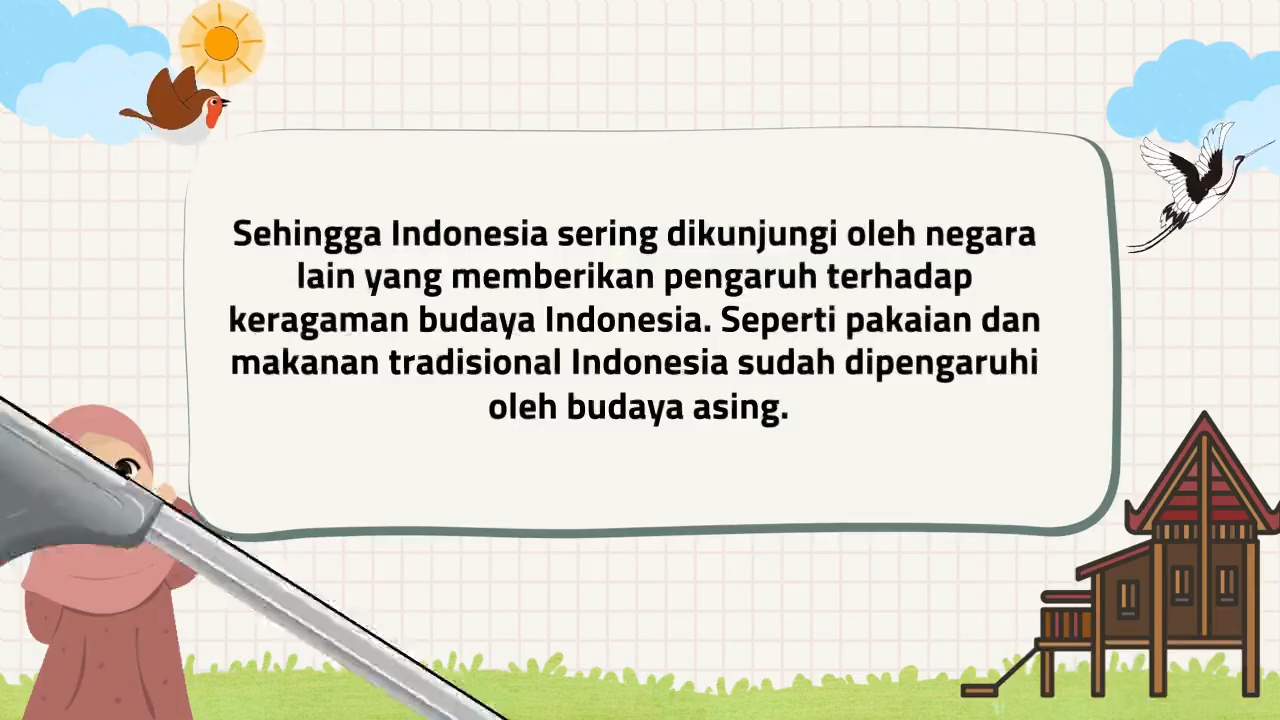 Sehingga Indonesia sering dikunjungi oleh negara
lain yang memberikan pengaruh terhadap
keragaman budaya Indonesia. Seperti pakaian dan
makanan tradisional Indonesia sudah dipengaruhi
oleh budaya asing.